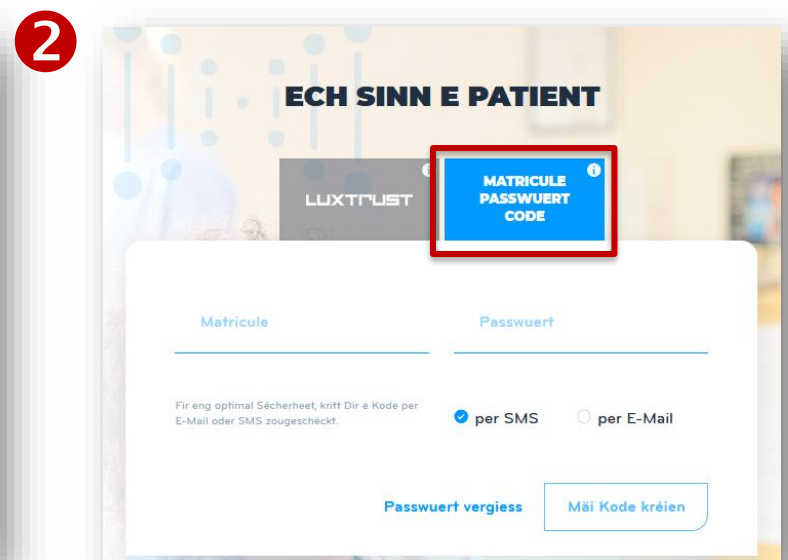 2
ECH SINN E PATIENT
LUXTRUST
MATRICULE
PASSWUERT
CODE
Matricule
Passwuert
Fir eng optimal Sécherheet, kritt Dir e Kode per
E-Mail oder SMS zougeschéckt.
per SMS
per E-Mail
Passwuert vergiess
Mäi Kode kréien